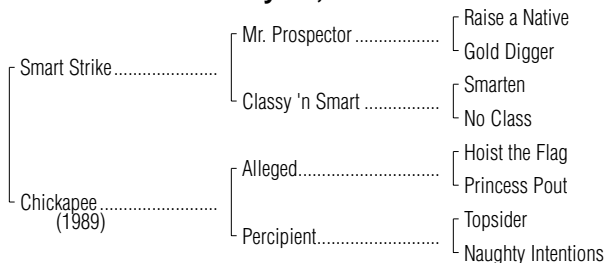 Raise a Native
Mr. Prospector ..................
Gold Digger
Smart Strike......................
Smarten
Classy 'n Smart ................
No Class
Hoist the Flag
Alleged..............................
Princess Pout
Chickapee.........................
(1989)
Topsider
Percipient..........................
Naughty Intentions